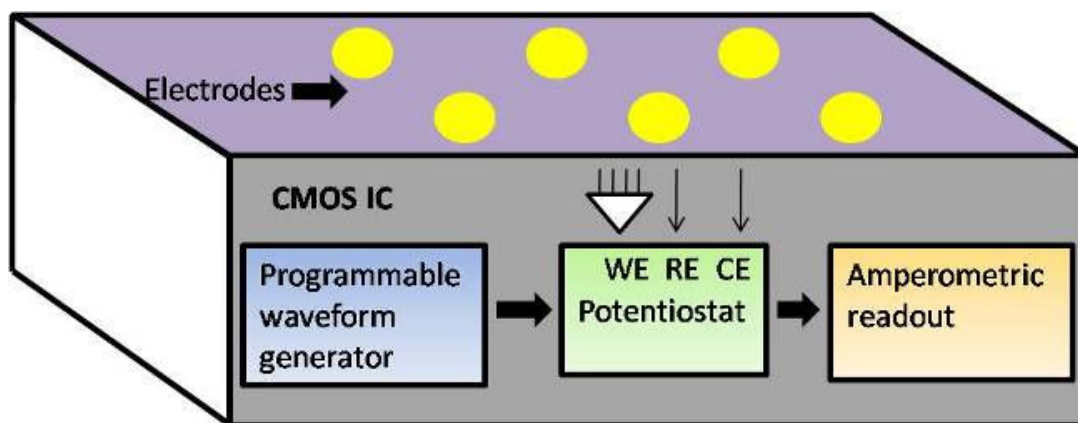 Electrodes
CMOS IC
Programmable
waveform
generator
WE RE CE
Potentiostat
Amperometric
readout